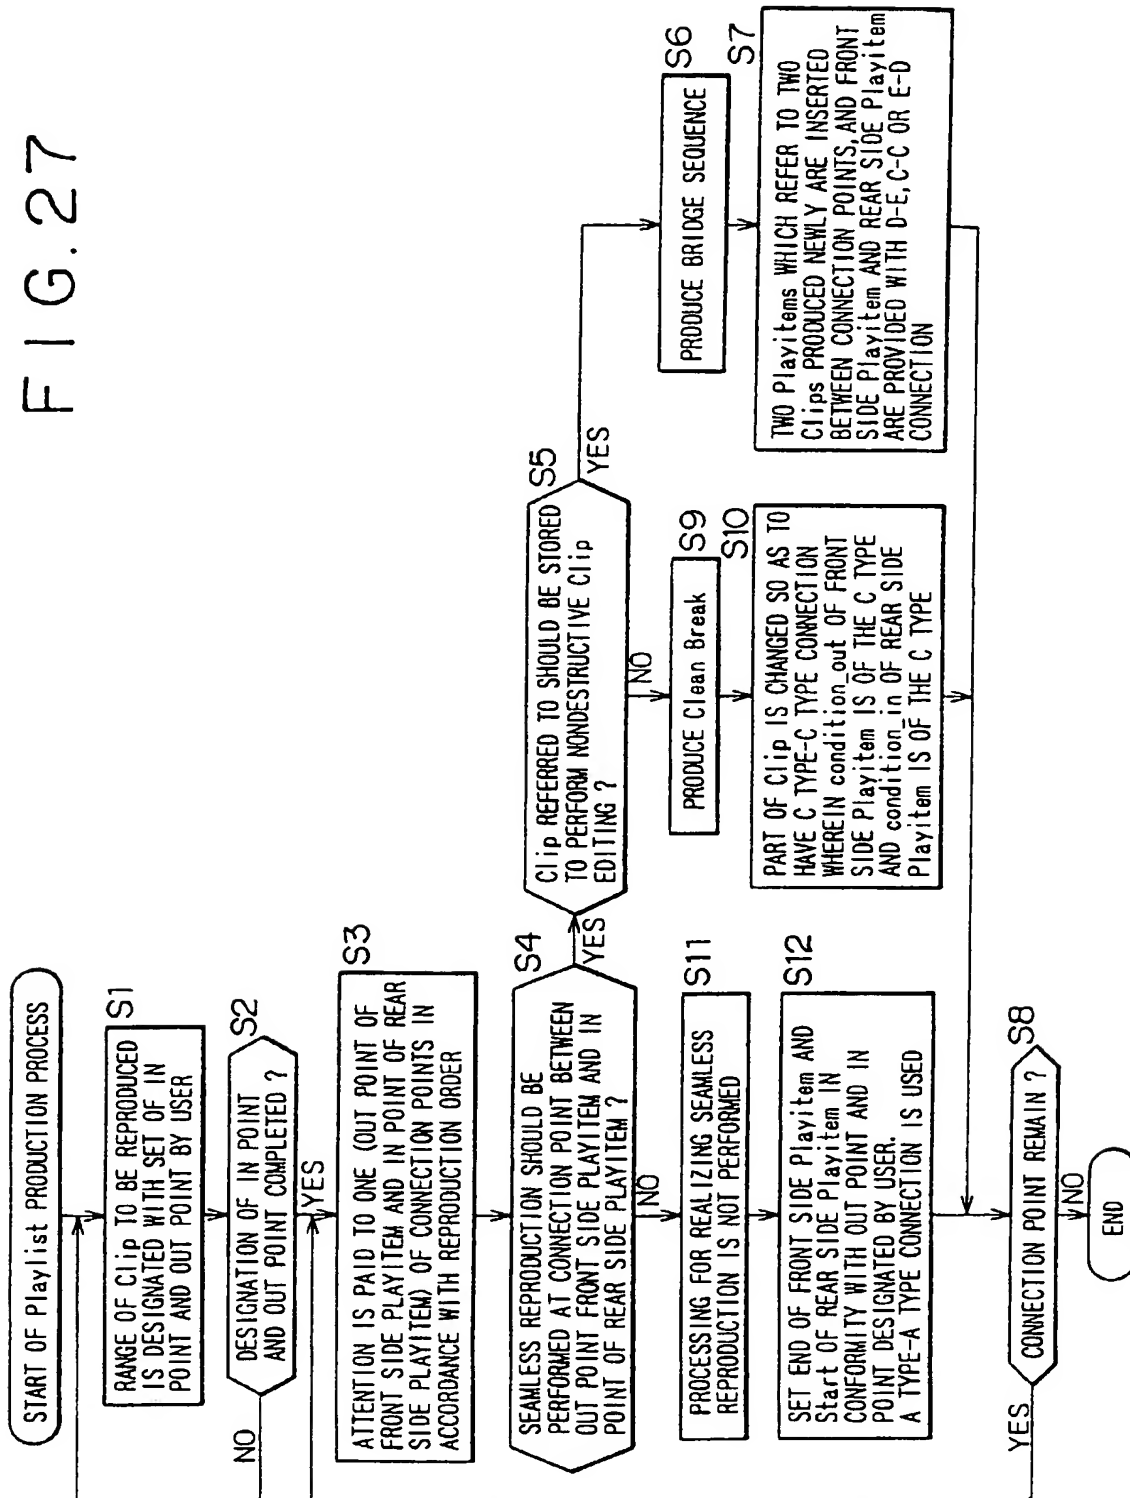 FIG.27
START OF Playlist PRODUCTION PROCESS
S1
RANGE OF Clip TO BE REPRODUCED
IS DESIGNATED WITH SET OF IN
POINT AND OUT POINT BY USER
S2
DESIGNATION OF IN POINT
AND OUT POINT COMPLETED ?
NO
YES
S3
ATTENTION IS PAID TO ONE (OUT POINT OF
FRONT SIDE PLAYITEM AND IN POINT OF REAR
SIDE PLAYITEM) OF CONNECTION POINTS IN
ACCORDANCE WITH REPRODUCTION ORDER
S4
SEAMLESS REPRODUCTION SHOULD BE
PERFORMED AT CONNECTION POINT BETWEEN
OUT POINT FRONT SIDE PLAYITEM AND IN
POINT OF REAR SIDE PLAYITEM ?
YES
NO
S5
Clip REFERRED TO SHOULD BE STORED
TO PERFORM NONDESTRUCTIVE Clip
EDITING ?
YES
NO
S6
PRODUCE BRIDGE SEQUENCE
S7
TWO Playitems WHICH REFER TO TWO
Clips PRODUCED NEWLY ARE INSERTED
BETWEEN CONNECTION POINTS, AND FRONT
SIDE Playitem AND REAR SIDE Playitem
ARE PROVIDED WITH D-E, C-C OR E-D
CONNECTION
S9
PRODUCE Clean Break
S10
PART OF Clip IS CHANGED SO AS TO
HAVE C TYPE-C TYPE CONNECTION
WHEREIN condition_out OF FRONT
SIDE Playitem IS OF THE C TYPE
AND condition_in OF REAR SIDE
Playitem IS OF THE C TYPE
S11
PROCESSING FOR REALIZING SEAMLESS
REPRODUCTION IS NOT PERFORMED
S12
SET END OF FRONT SIDE Playitem AND
Start OF REAR SIDE Playitem IN
CONFORMITY WITH OUT POINT AND IN
POINT DESIGNATED BY USER.
A TYPE-A TYPE CONNECTION IS USED
S8
CONNECTION POINT REMAIN ?
YES
NO
END